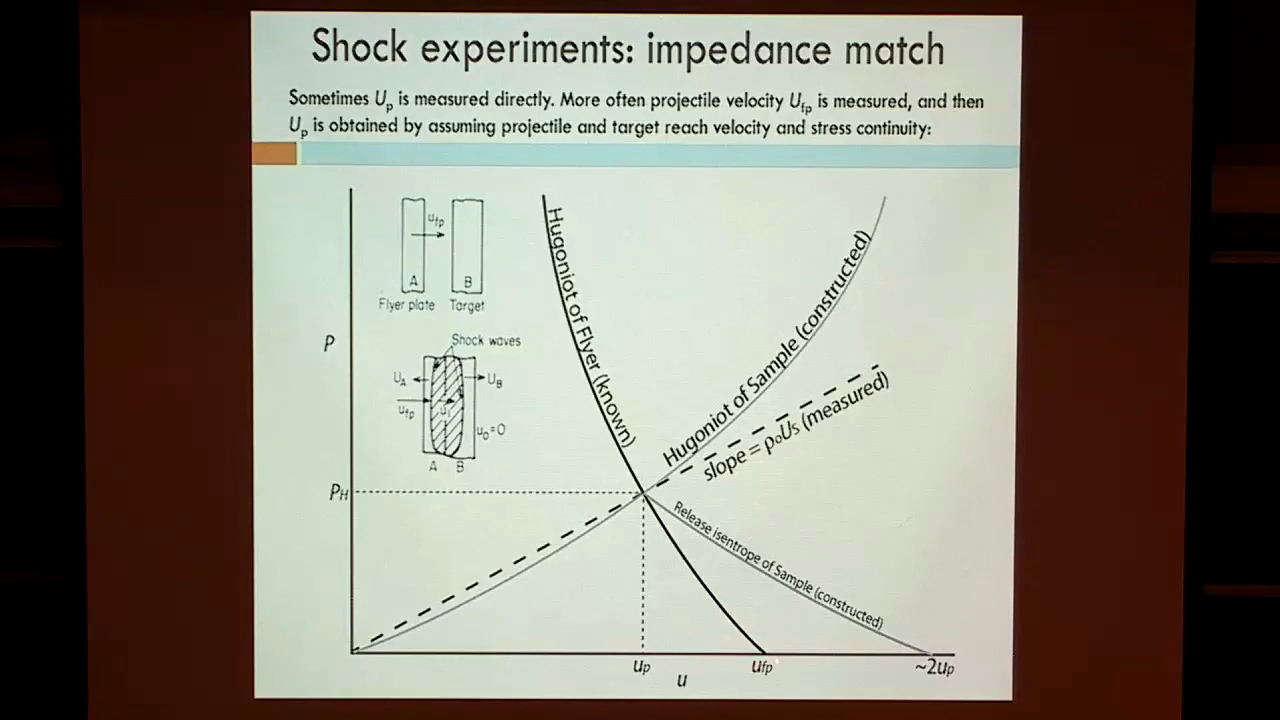 Shock experiments: impedance match
Sometimes Up is measured directly. More often projectile velocity Ufp is measured, and then
Up is obtained by assuming projectile and target reach velocity and stress continuity:
ufp
A
B
Flyer plate
Target
Shock waves
UA
UB
ufp
u1
u0=0
A
B
P
PH
Hugoniot of Flyer (known)
Hugoniot of Sample (constructed)
slope = ρoUs (measured)
Release isentrope of Sample (constructed)
up
ufp
~2up
u